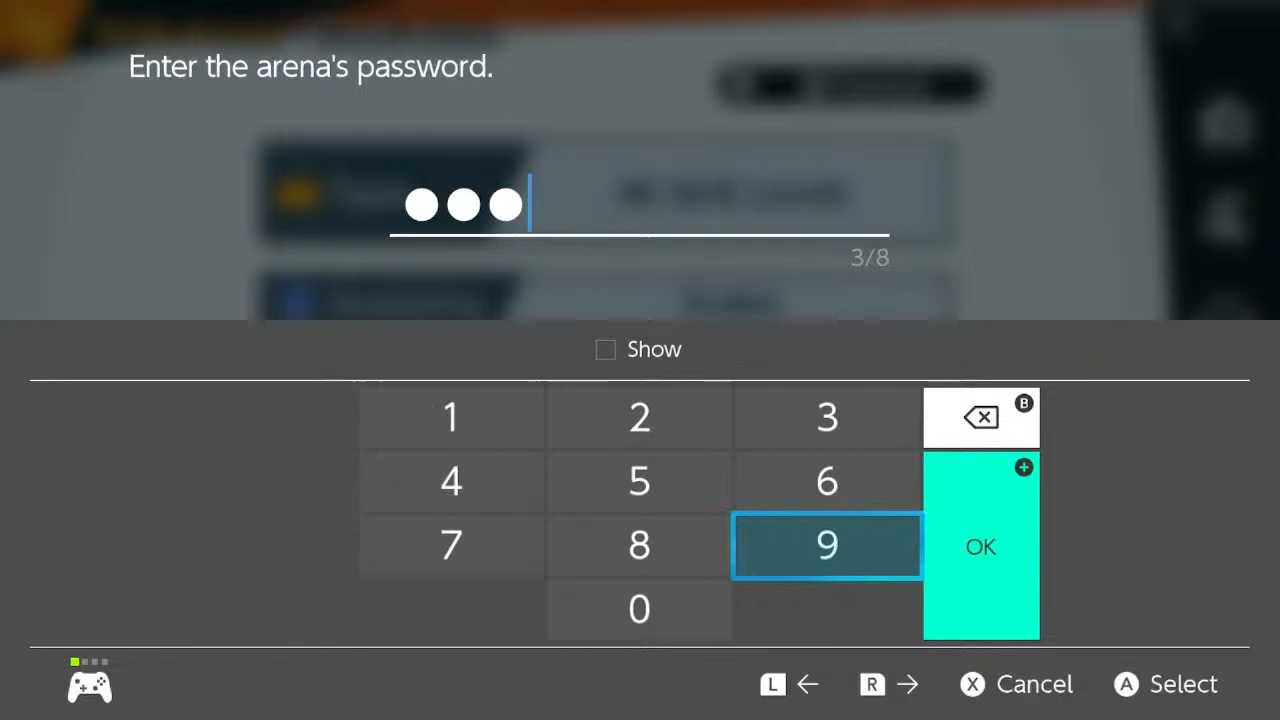 Enter the arena's password.
3/8
Show
1 2 3 B
4 5 6 +
7 8 9 OK
0
L ← R → X Cancel A Select